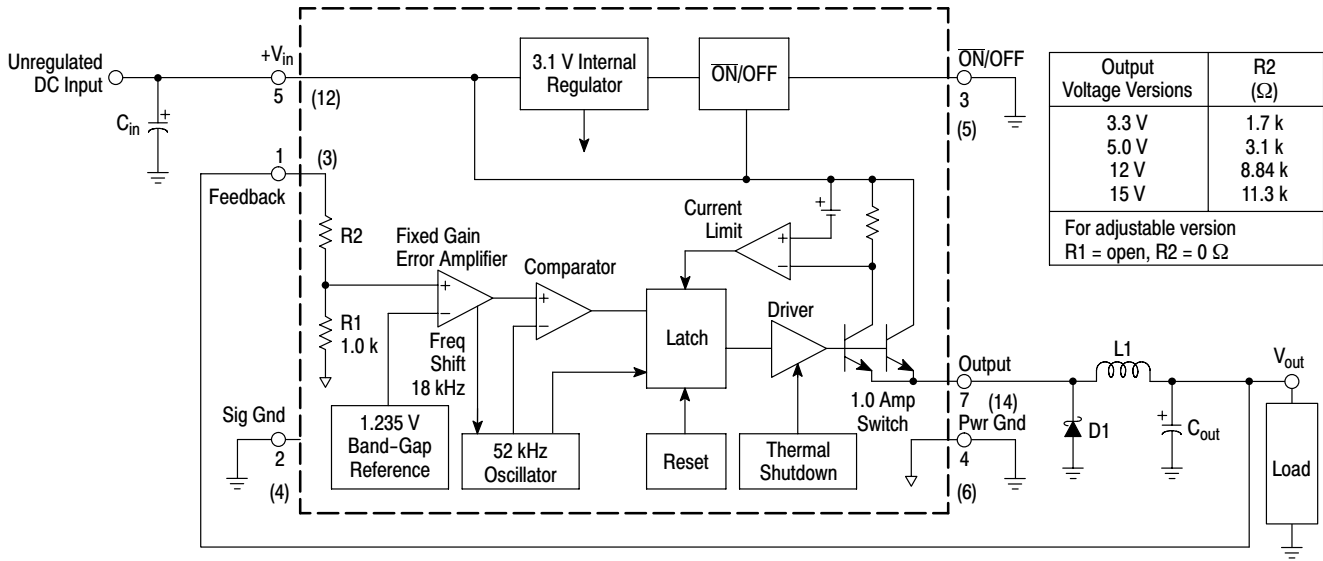 Unregulated
DC Input
+Vin
5
(12)
Cin
+
3.1 V Internal
Regulator
ON/OFF
ON/OFF
3
(5)
Output
Voltage Versions
R2
(Ω)
3.3 V
1.7 k
5.0 V
3.1 k
12 V
8.84 k
15 V
11.3 k
For adjustable version
R1 = open, R2 = 0 Ω
1
(3)
Feedback
R2
R1
1.0 k
Fixed Gain
Error Amplifier
+
−
Comparator
+
−
Current
Limit
+
+
−
Freq
Shift
18 kHz
Latch
Driver
1.0 Amp
Switch
Output
7
(14)
L1
Vout
D1
+
Cout
Load
Sig Gnd
2
(4)
1.235 V
Band−Gap
Reference
52 kHz
Oscillator
Reset
Thermal
Shutdown
Pwr Gnd
4
(6)